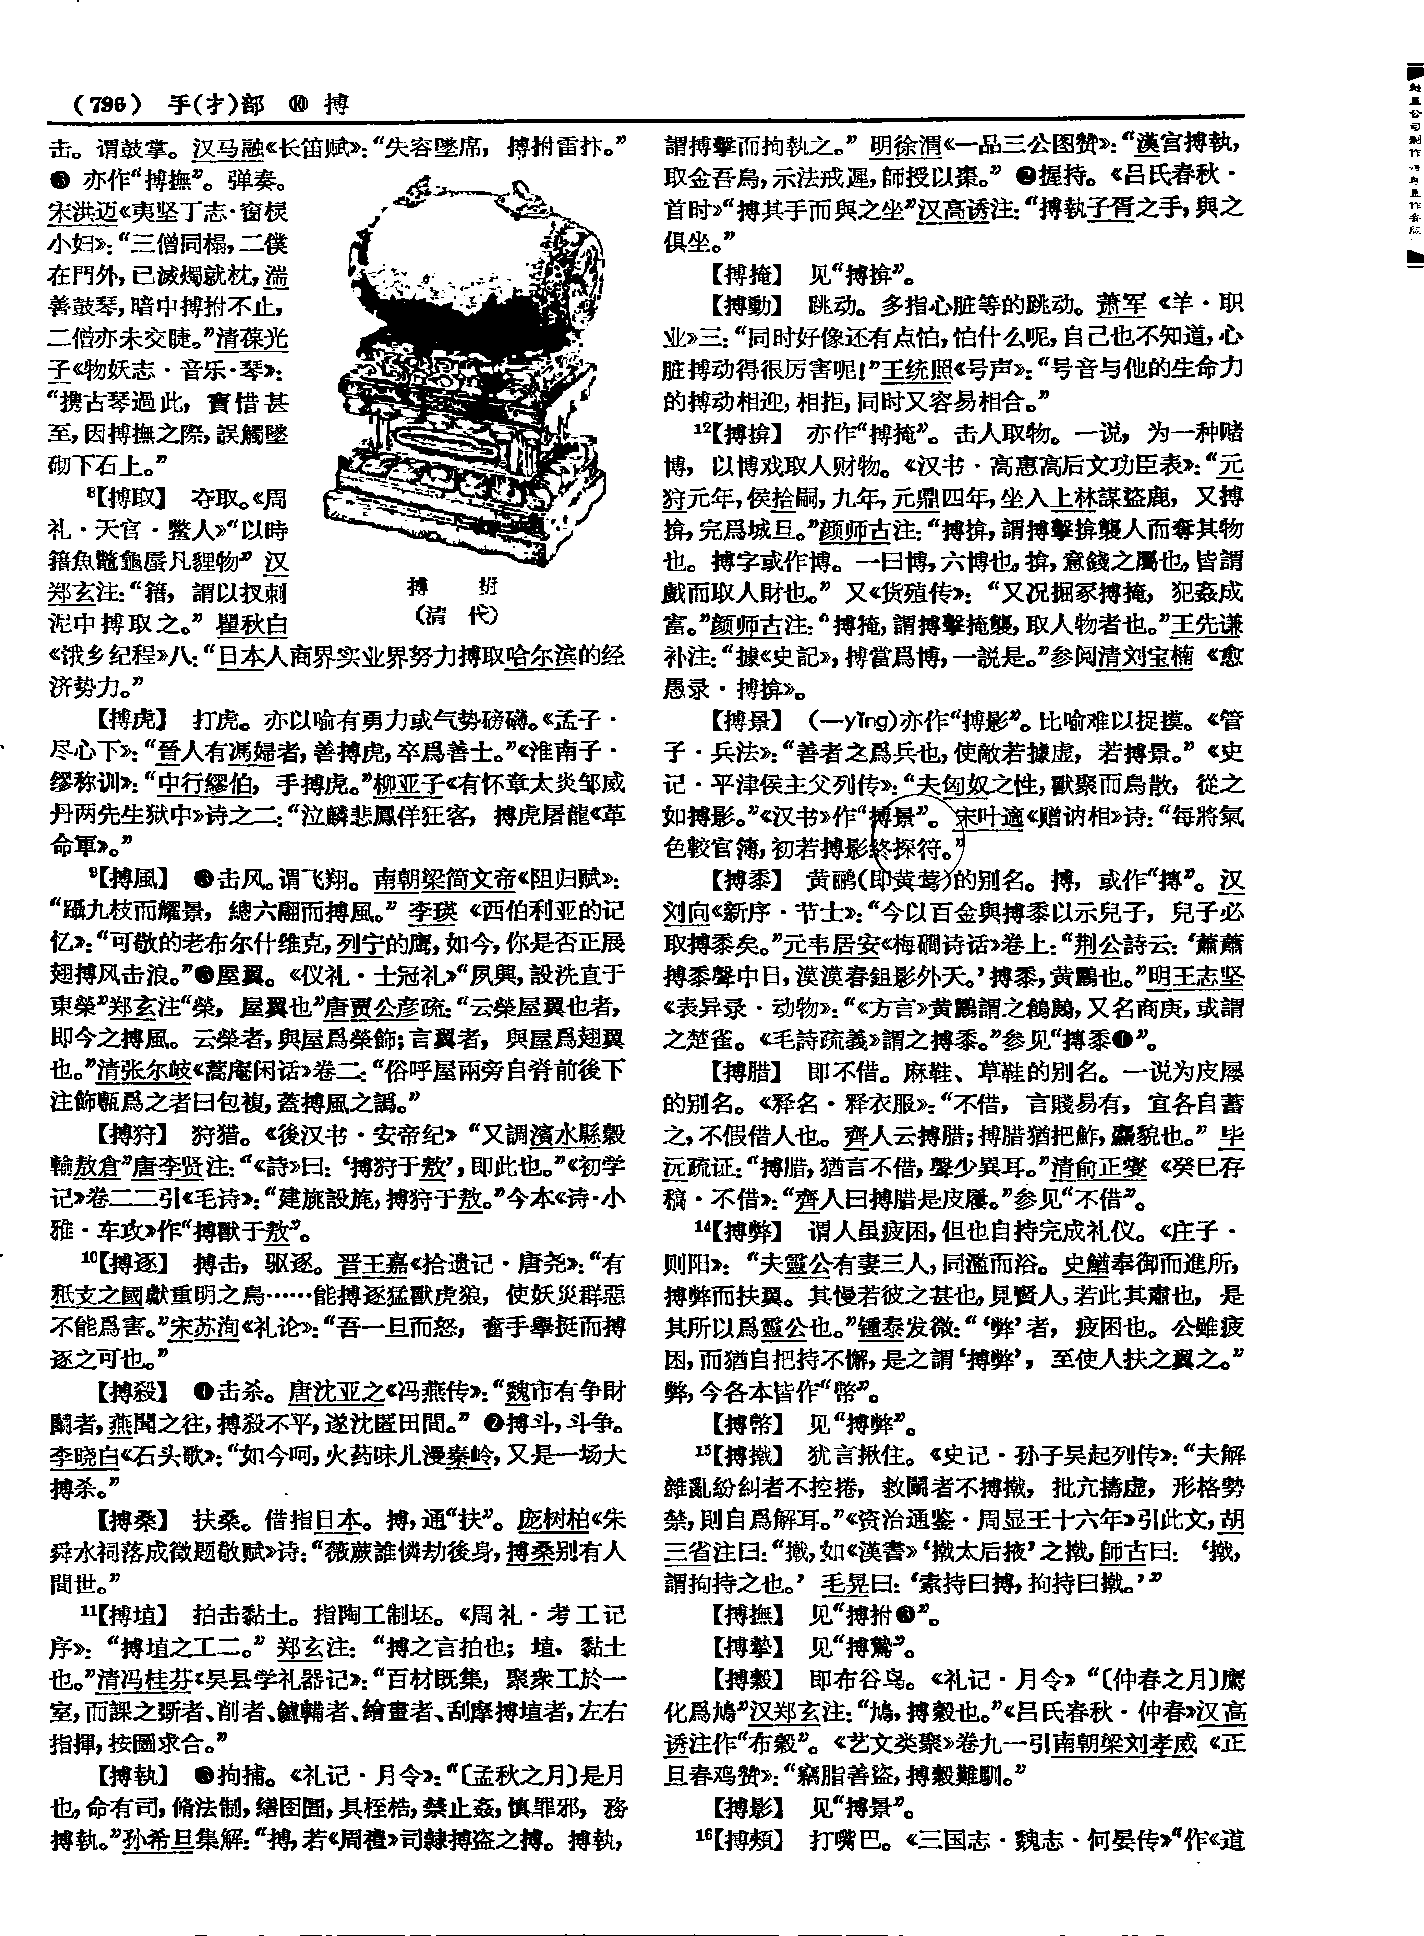 (796) 手(扌)部 ⑩ 搏
击。谓鼓掌。汉马融《长笛赋》:“失容墜席, 搏拊雷抃。”
❸ 亦作“搏撫”。弹奏。
宋洪迈《夷坚丁志·窗棂
小妇》:“三僧同榻,二僕
在門外,已滅燭就枕,湍
善鼓琴,暗中搏拊不止,
二僧亦未交睫。”清葆光
子《物妖志·音乐·琴》:
“携古琴過此, 寶惜甚
至,因搏撫之際,誤觸墜
砌下石上。”
⁸【搏取】 夺取。《周
礼·天官·鳖人》“以時
籍魚鼈龜蜃凡貍物” 汉
郑玄注:“籍, 謂以扠刺
泥中搏取之。” 瞿秋白
《饿乡纪程》八:“日本人商界实业界努力搏取哈尔滨的经
济势力。”
搏 拊
(清 代)
【搏虎】 打虎。亦以喻有勇力或气势磅礴。《孟子·
尽心下》:“晉人有馮婦者,善搏虎,卒爲善士。”《淮南子·
缪称训》:“中行繆伯, 手搏虎。”柳亚子《有怀章太炎邹威
丹两先生狱中》诗之二:“泣麟悲鳳佯狂客, 搏虎屠龍《革
命軍》。”
⁹【搏風】 ❶击风。谓飞翔。南朝梁简文帝《阻归赋》:
“躡九枝而耀景, 總六翮而搏風。” 李瑛《西伯利亚的记
忆》:“可敬的老布尔什维克,列宁的鹰,如今,你是否正展
翅搏风击浪。”❷屋翼。《仪礼·士冠礼》“夙興,設洗直于
東榮”郑玄注“榮, 屋翼也”唐贾公彦疏:“云榮屋翼也者,
即今之搏風。云榮者,與屋爲榮飾;言翼者, 與屋爲翅翼
也。”清张尔岐《蒿庵闲话》卷二:“俗呼屋兩旁自脊前後下
注飾甎爲之者曰包複,蓋搏風之譌。”
【搏狩】 狩猎。《後汉书·安帝纪》“又調濱水縣穀
輸敖倉”唐李贤注:“《詩》曰:‘搏狩于敖’,即此也。”《初学
记》卷二二引《毛诗》:“建旐設旄,搏狩于敖。”今本《诗·小
雅·车攻》作“搏獸于敖”。
¹⁰【搏逐】 搏击, 驱逐。晋王嘉《拾遗记·唐尧》:“有
秖支之國獻重明之鳥……能搏逐猛獸虎狼, 使妖災群惡
不能爲害。”宋苏洵《礼论》:“吾一旦而怒, 奮手舉挺而搏
逐之可也。”
【搏殺】 ❶击杀。唐沈亚之《冯燕传》:“魏市有争財
鬭者,燕聞之往,搏殺不平,遂沈匿田間。” ❷搏斗,斗争。
李晓白《石头歌》:“如今呵,火药味儿漫秦岭,又是一场大
搏杀。”
【搏桑】 扶桑。借指日本。搏,通“扶”。庞树柏《朱
舜水祠落成徵题敬赋》诗:“薇蕨誰憐劫後身,搏桑别有人
間世。”
¹¹【搏埴】 拍击黏土。指陶工制坯。《周礼·考工记
序》: “搏埴之工二。” 郑玄注: “搏之言拍也; 埴, 黏土
也。”清冯桂芬《吴县学礼器记》:“百材既集, 聚衆工於一
室,而課之斲者、削者、鑪鞴者、繪畫者、刮摩搏埴者,左右
指揮,按圖求合。”
【搏執】 ❶拘捕。《礼记·月令》:“〔孟秋之月〕是月
也,命有司,脩法制,繕囹圄,具桎梏,禁止姦,慎罪邪, 務
搏執。”孙希旦集解:“搏,若《周禮》司隸搏盗之搏。搏執,
謂搏擊而拘執之。” 明徐渭《一品三公图赞》:“漢宫搏執,
取金吾鳥,示法戒遲,師授以棗。” ❷握持。《吕氏春秋·
首时》“搏其手而與之坐”汉高诱注:“搏執子胥之手,與之
俱坐。”
【搏掩】 见“搏揜”。
【搏動】 跳动。多指心脏等的跳动。萧军《羊·职
业》三:“同时好像还有点怕,怕什么呢,自己也不知道,心
脏搏动得很厉害呢!”王统照《号声》:“号音与他的生命力
的搏动相迎,相拒,同时又容易相合。”
¹²【搏揜】 亦作“搏掩”。击人取物。一说, 为一种赌
博, 以博戏取人财物。《汉书·高惠高后文功臣表》:“元
狩元年,侯拾嗣,九年,元鼎四年,坐入上林謀盗鹿, 又搏
揜,完爲城旦。”颜师古注:“搏揜,謂搏擊揜襲人而奪其物
也。搏字或作博。一曰博,六博也,揜,意錢之屬也,皆謂
戲而取人財也。” 又《货殖传》: “又况掘冢搏掩, 犯姦成
富。”颜师古注:“搏掩,謂搏擊掩襲,取人物者也。”王先谦
补注:“據《史記》,搏當爲博,一説是。”参阅清刘宝楠《愈
愚录·搏揜》。
【搏景】 (—yǐng)亦作“搏影”。比喻难以捉摸。《管
子·兵法》:“善者之爲兵也,使敵若據虚, 若搏景。”《史
记·平津侯主父列传》:“夫匈奴之性,獸聚而鳥散, 從之
如搏影。”《汉书》作“搏景”。宋叶適《赠讷相》诗:“每將氣
色較官簿,初若搏影終探符。”
【搏黍】 黄鹂(即黄莺)的别名。搏, 或作“摶”。汉
刘向《新序·节士》:“今以百金與搏黍以示兒子, 兒子必
取搏黍矣。”元韦居安《梅磵诗话》卷上:“荆公詩云:‘蕭蕭
搏黍聲中日,漠漠春鉏影外天。’搏黍,黄鸝也。”明王志坚
《表异录·动物》:“《方言》黄鸝謂之鶬鶊,又名商庚,或謂
之楚雀。《毛詩疏義》謂之搏黍。”参见“摶黍❶”。
【搏腊】 即不借。麻鞋、草鞋的别名。一说为皮屦
的别名。《释名·释衣服》:“不借, 言賤易有, 宜各自蓄
之,不假借人也。齊人云搏腊;搏腊猶把鮓,麤貌也。” 毕
沅疏证:“搏腊,猶言不借,聲少異耳。”清俞正燮《癸巳存
稿·不借》:“齊人曰搏腊是皮屨。”参见“不借”。
¹⁴【搏弊】 谓人虽疲困,但也自持完成礼仪。《庄子·
则阳》: “夫靈公有妻三人,同濫而浴。史鰌奉御而進所,
搏弊而扶翼。其慢若彼之甚也,見賢人,若此其肅也, 是
其所以爲靈公也。”锺泰发微:“‘弊’者, 疲困也。公雖疲
困,而猶自把持不懈,是之謂‘搏弊’, 至使人扶之翼之。”
弊,今各本皆作“幣”。
【搏幣】 见“搏弊”。
¹⁵【搏撠】 犹言揪住。《史记·孙子吴起列传》:“夫解
雜亂紛糾者不控捲, 救鬭者不搏撠, 批亢擣虚, 形格勢
禁,則自爲解耳。”《资治通鉴·周显王十六年》引此文,胡
三省注曰:“撠,如《漢書》‘撠太后掖’之撠,師古曰: ‘撠,
謂拘持之也。’ 毛晃曰:‘索持曰搏,拘持曰撠。’”
【搏撫】 见“搏拊❸”。
【搏摯】 见“搏鷙”。
【搏穀】 即布谷鸟。《礼记·月令》“〔仲春之月〕鷹
化爲鳩”汉郑玄注:“鳩,搏穀也。”《吕氏春秋·仲春》汉高
诱注作“布穀”。《艺文类聚》卷九一引南朝梁刘孝威《正
旦春鸡赞》:“竊脂善盗,搏穀難馴。”
【搏影】 见“搏景”。
¹⁶【搏頰】 打嘴巴。《三国志·魏志·何晏传》“作《道